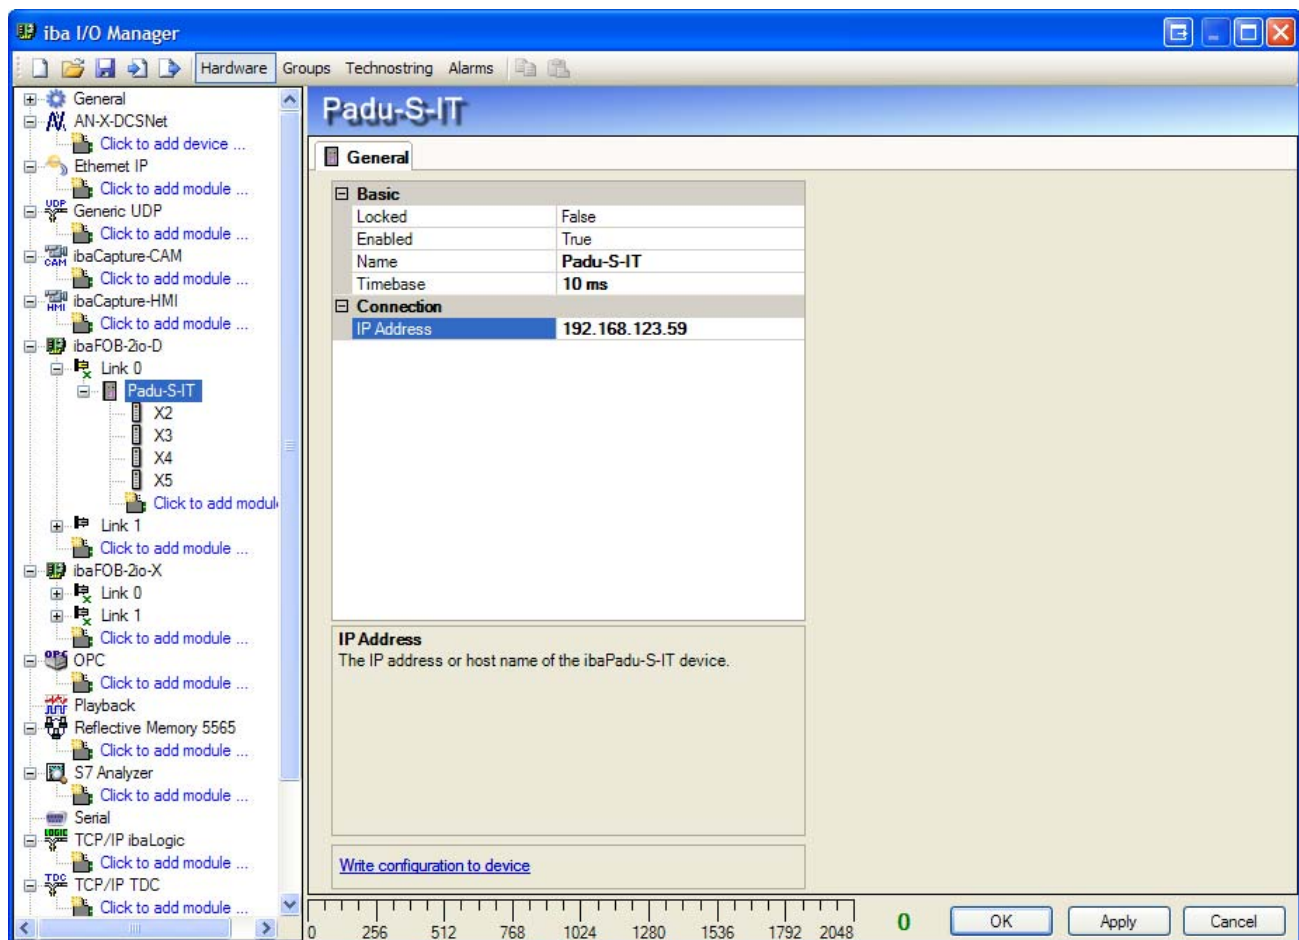 iba I/O Manager
Hardware Groups Technostring Alarms
General
AN-X-DCSNet
Click to add device ...
Ethernet IP
Click to add module ...
UDP Generic UDP
Click to add module ...
CAM ibaCapture-CAM
Click to add module ...
HMI ibaCapture-HMI
Click to add module ...
ibaFOB-2io-D
Link 0
Padu-S-IT
X2
X3
X4
X5
Click to add modul
Link 1
Click to add module ...
ibaFOB-2io-X
Link 0
Link 1
Click to add module ...
OPC OPC
Click to add module ...
Playback
Reflective Memory 5565
Click to add module ...
S7 Analyzer
Click to add module ...
Serial
LOGIC TCP/IP ibaLogic
Click to add module ...
TDC TCP/IP TDC
Click to add module ...
Padu-S-IT
General
Basic
Locked False
Enabled True
Name Padu-S-IT
Timebase 10 ms
Connection
IP Address 192.168.123.59
IP Address
The IP address or host name of the ibaPadu-S-IT device.
Write configuration to device
0 256 512 768 1024 1280 1536 1792 2048
0
OK Apply Cancel